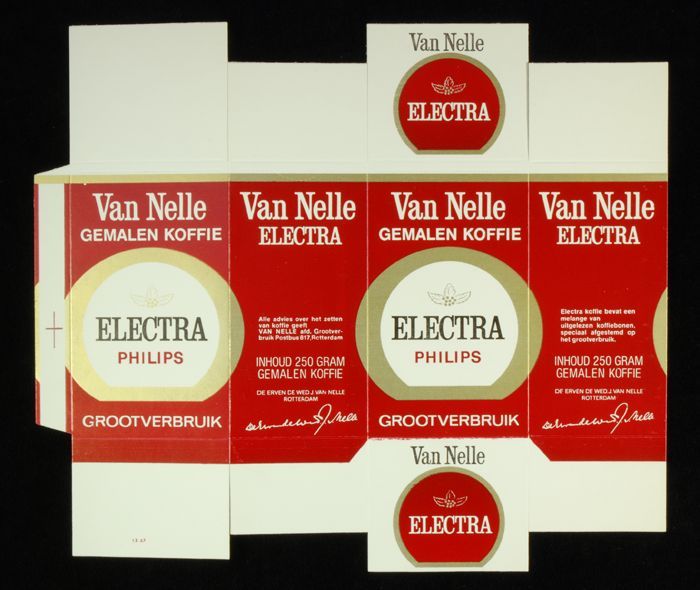 Van Nelle
ELECTRA
Van Nelle
GEMALEN KOFFIE
ELECTRA
PHILIPS
GROOTVERBRUIK
Van Nelle
ELECTRA
Alle advies over het zetten
van koffie geeft
VAN NELLE afd. Grootver-
bruik Postbus 817, Rotterdam
INHOUD 250 GRAM
GEMALEN KOFFIE
DE ERVEN DE WED. J. VAN NELLE
ROTTERDAM
Van Nelle
GEMALEN KOFFIE
ELECTRA
PHILIPS
GROOTVERBRUIK
Van Nelle
ELECTRA
Electra koffie bevat een
melange van
uitgelezen koffiebonen,
speciaal afgestemd op
het grootverbruik.
INHOUD 250 GRAM
GEMALEN KOFFIE
DE ERVEN DE WED. J. VAN NELLE
ROTTERDAM
Van Nelle
ELECTRA